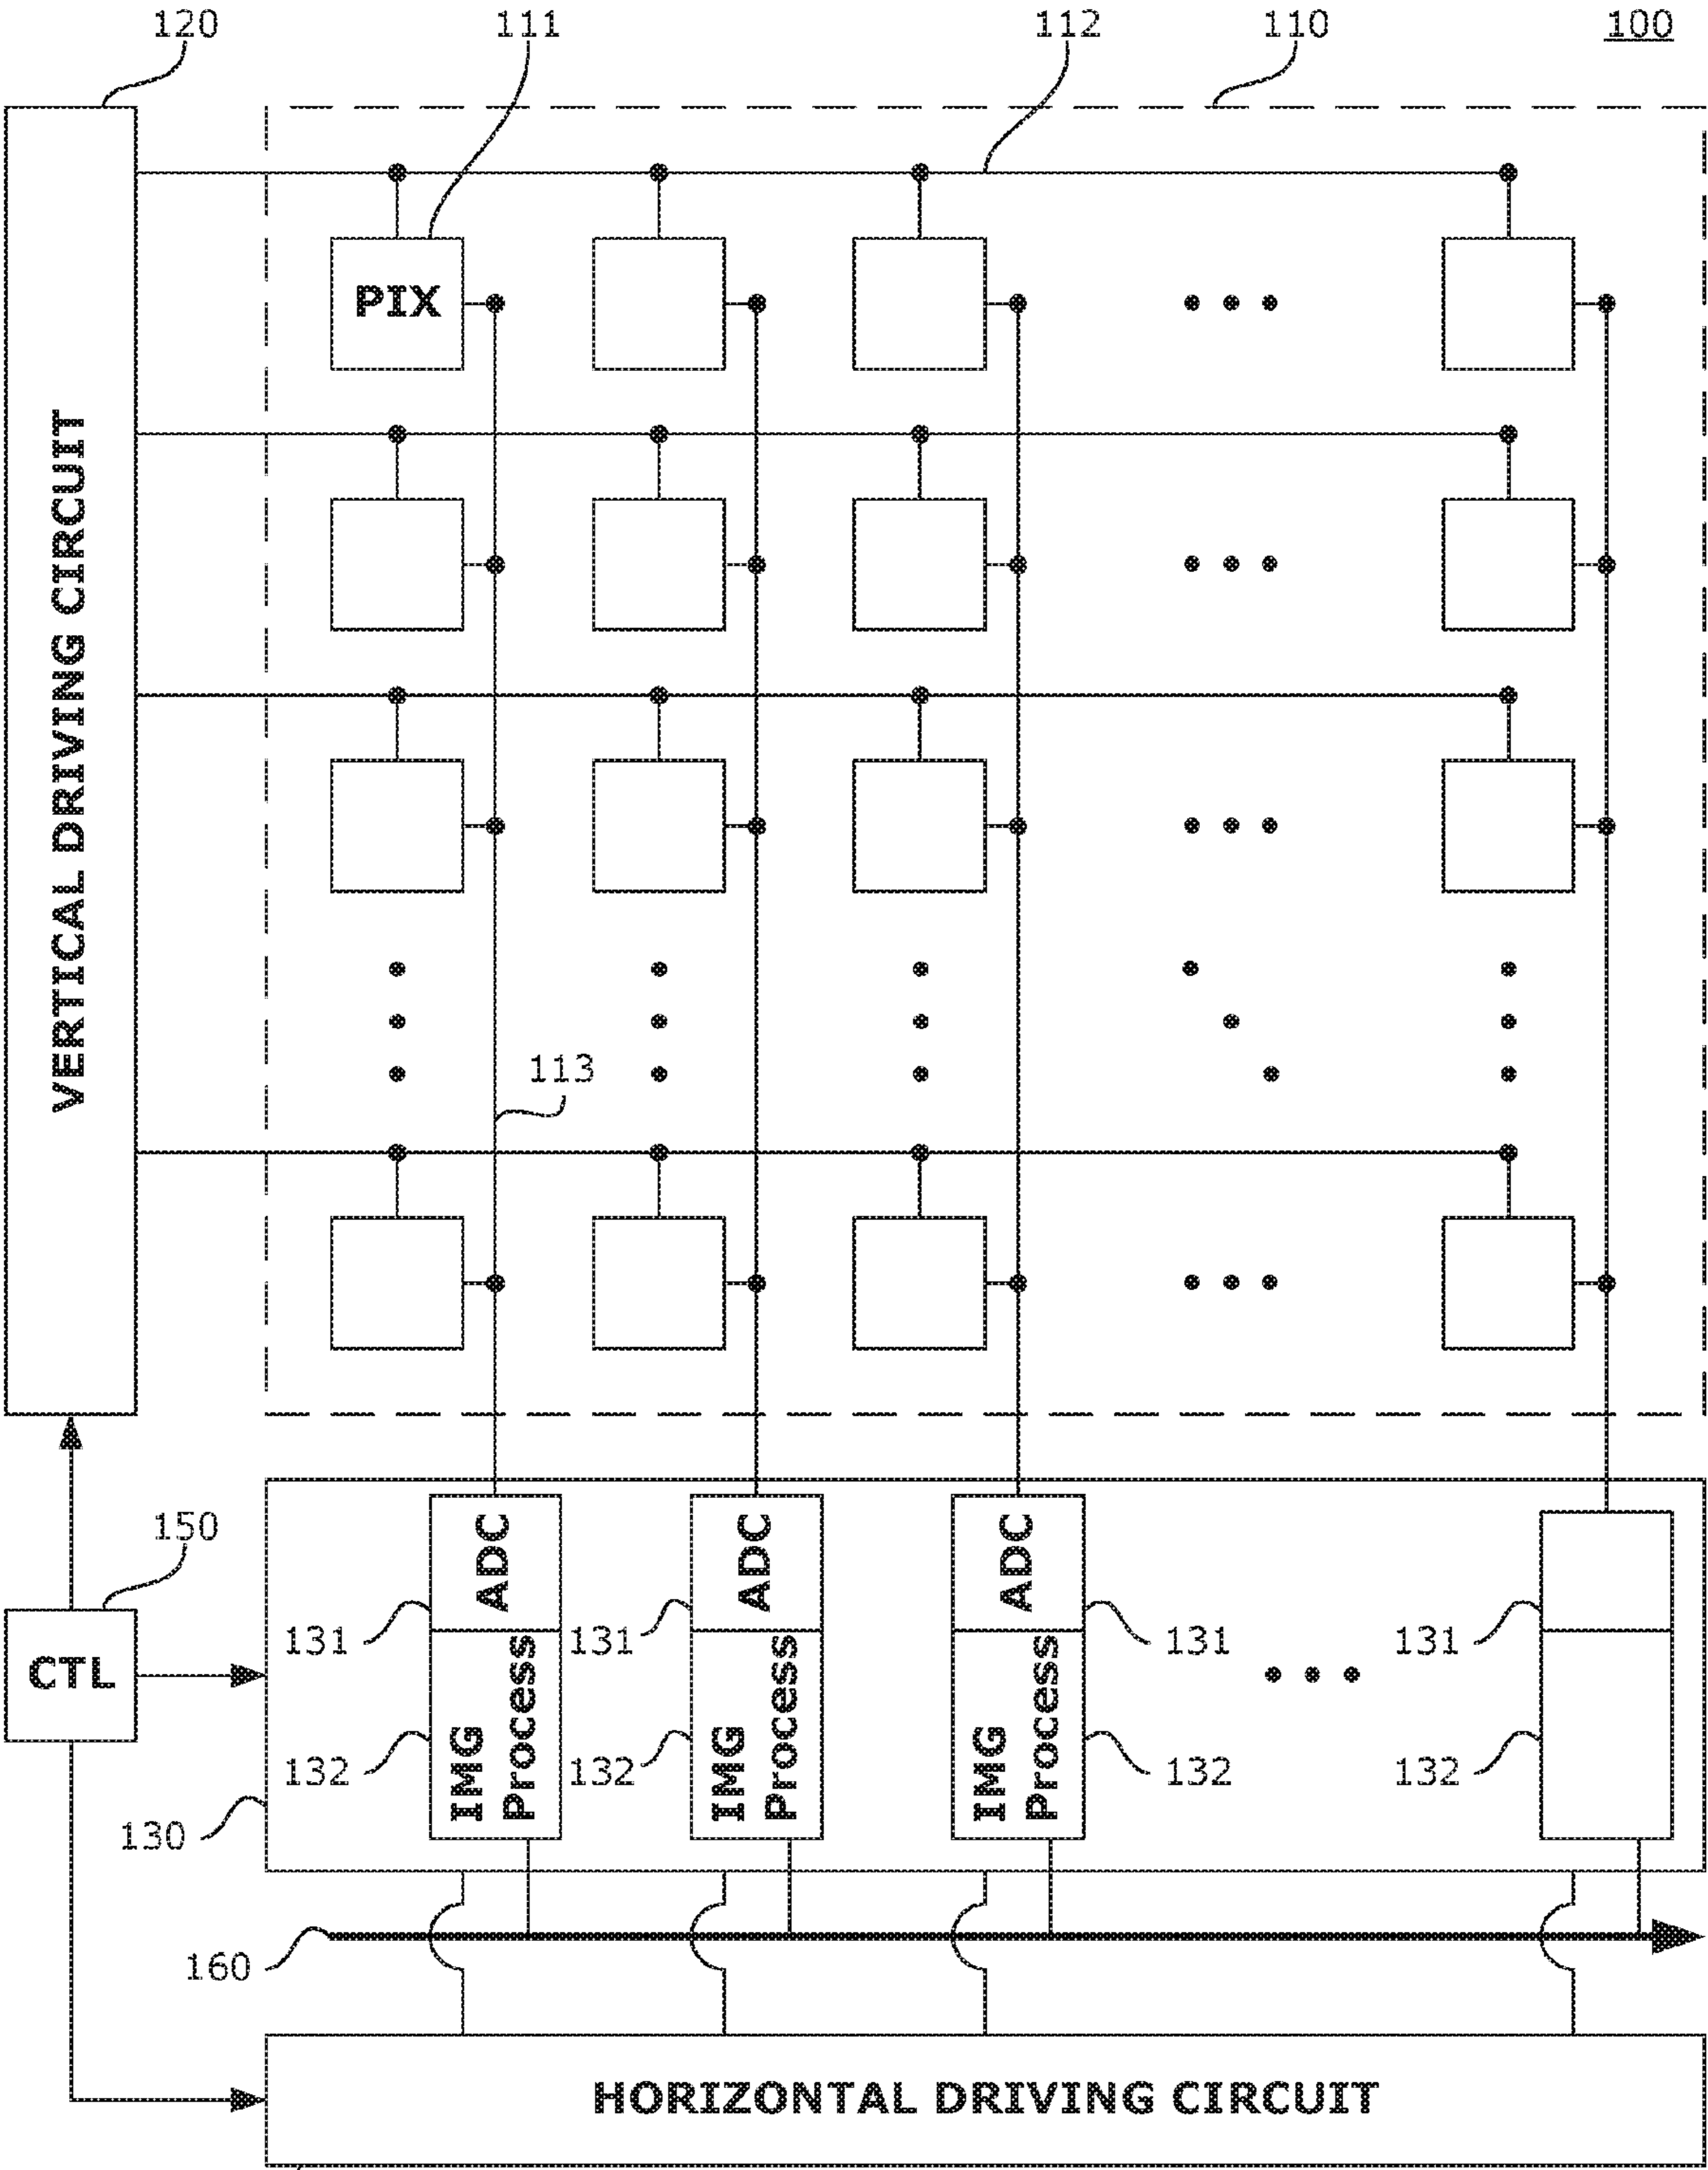 120
111
112
110
100
PIX
VERTICAL DRIVING CIRCUIT
113
150
CTL
ADC
ADC
ADC
131
131
131
131
IMG
Process
IMG
Process
IMG
Process
132
132
132
132
130
160
HORIZONTAL DRIVING CIRCUIT